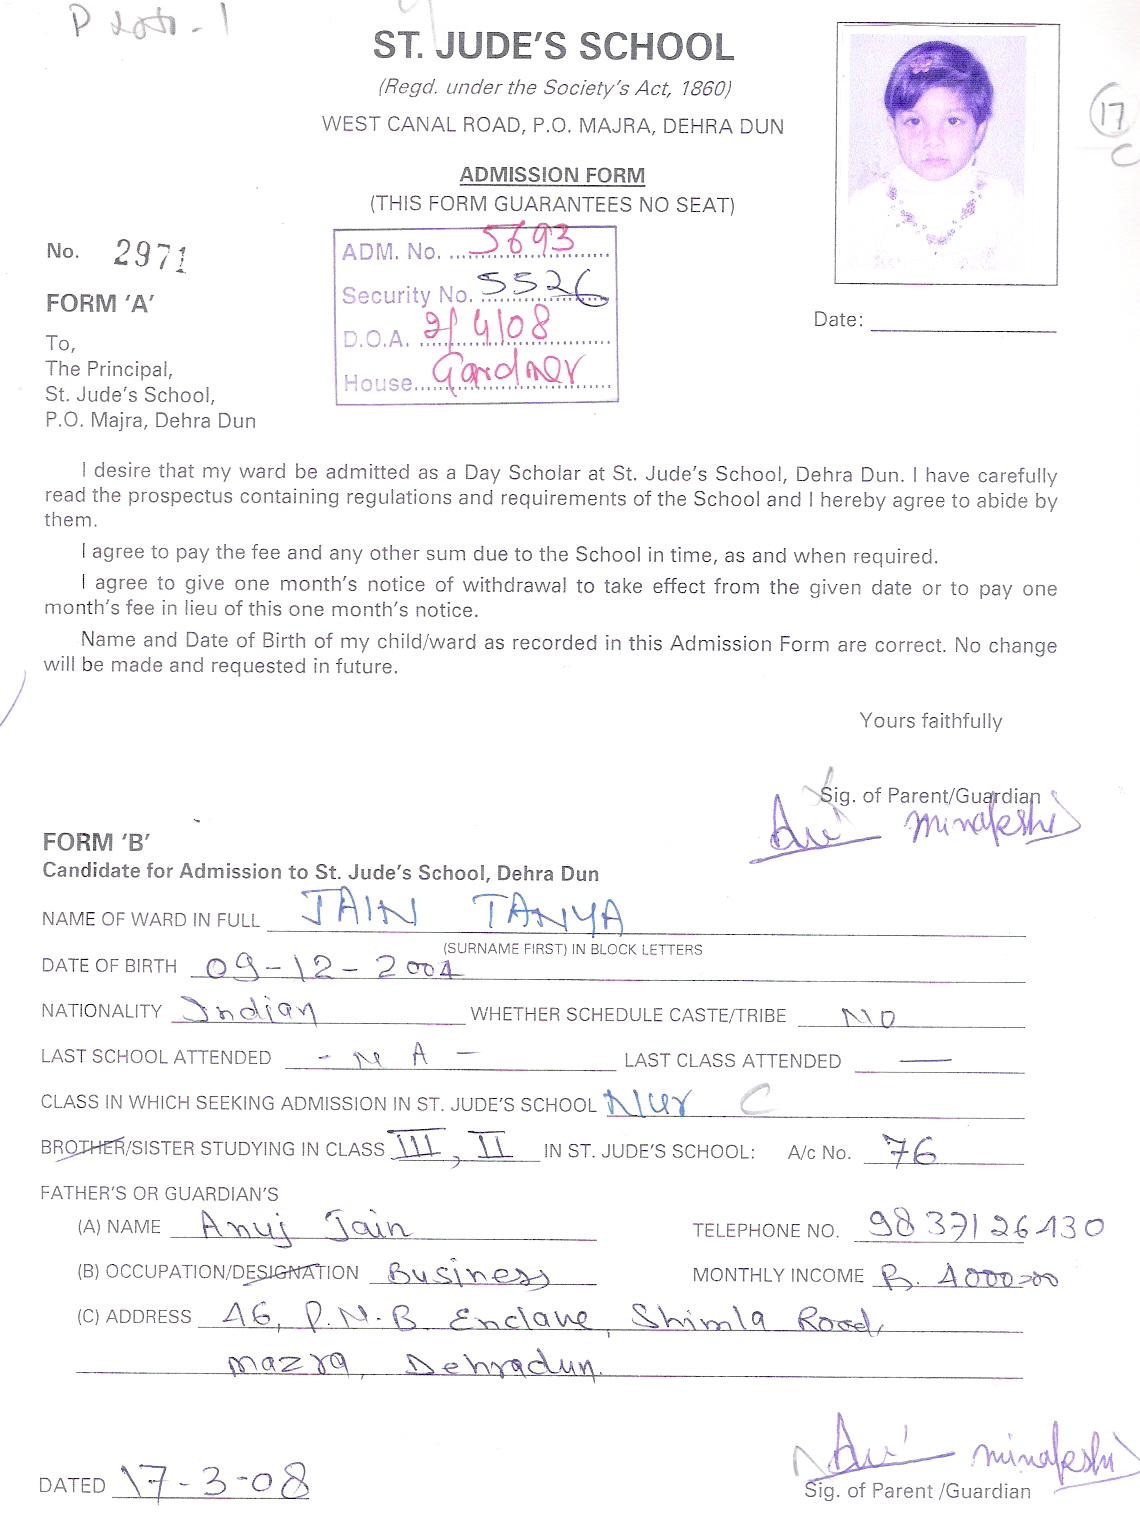 ST. JUDE'S SCHOOL
(Regd. under the Society's Act, 1860)
WEST CANAL ROAD, P.O. MAJRA, DEHRA DUN
17
C
ADMISSION FORM
(THIS FORM GUARANTEES NO SEAT)
No. 2971
ADM. No. 5693
Security No. 5526
D.O.A. 2/4/08
House Gardner
FORM 'A'
Date:
To,
The Principal,
St. Jude's School,
P.O. Majra, Dehra Dun
I desire that my ward be admitted as a Day Scholar at St. Jude's School, Dehra Dun. I have carefully
read the prospectus containing regulations and requirements of the School and I hereby agree to abide by
them.
I agree to pay the fee and any other sum due to the School in time, as and when required.
I agree to give one month's notice of withdrawal to take effect from the given date or to pay one
month's fee in lieu of this one month's notice.
Name and Date of Birth of my child/ward as recorded in this Admission Form are correct. No change
will be made and requested in future.
Yours faithfully
Sig. of Parent/Guardian
Minakshi
FORM 'B'
Candidate for Admission to St. Jude's School, Dehra Dun
NAME OF WARD IN FULL JAIN TANYA
(SURNAME FIRST) IN BLOCK LETTERS
DATE OF BIRTH 09-12-2004
NATIONALITY Indian WHETHER SCHEDULE CASTE/TRIBE NO
LAST SCHOOL ATTENDED - NA - LAST CLASS ATTENDED —
CLASS IN WHICH SEEKING ADMISSION IN ST. JUDE'S SCHOOL Nur C
BROTHER/SISTER STUDYING IN CLASS III, II IN ST. JUDE'S SCHOOL: A/c No. 76
FATHER'S OR GUARDIAN'S
(A) NAME Anuj Jain TELEPHONE NO. 9837126430
(B) OCCUPATION/DESIGNATION Business MONTHLY INCOME R. 4000=00
(C) ADDRESS 46, P.N.B Enclave, Shimla Road,
Mazra, Dehradun.
Minakshi
DATED 17-3-08
Sig. of Parent /Guardian